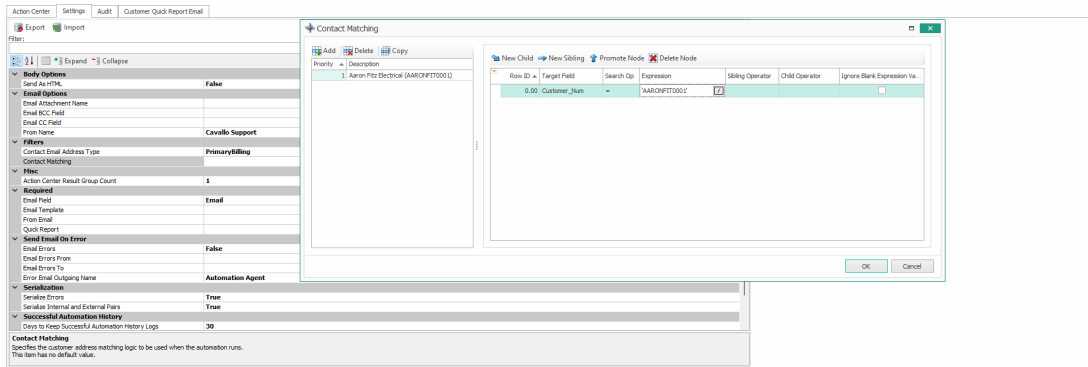 Action Center Settings Audit Customer Quick Report Email
Export Import
Filter:
Expand Collapse
Body Options
Send As HTML False
Email Options
Email Attachment Name
Email BCC Field
Email CC Field
From Name Cavallo Support
Filters
Contact Email Address Type PrimaryBilling
Contact Matching
Misc
Action Center Result Group Count 1
Required
Email Field Email
Email Template
From Email
Quick Report
Send Email On Error
Email Errors False
Email Errors From
Email Errors To
Error Email Outgoing Name Automation Agent
Serialization
Serialize Errors True
Serialize Internal and External Pairs True
Successful Automation History
Days to Keep Successful Automation History Logs 30
Contact Matching
Specifies the customer address matching logic to be used when the automation runs.
This item has no default value.
Contact Matching
Add Delete Copy
Priority Description
1 Aaron Fitz Electrical (AARONFIT0001)
New Child New Sibling Promote Node Delete Node
Row ID Target Field Search Op Expression Sibling Operator Child Operator Ignore Blank Expression Va...
0.00 Customer_Num = 'AARONFIT0001'
OK Cancel